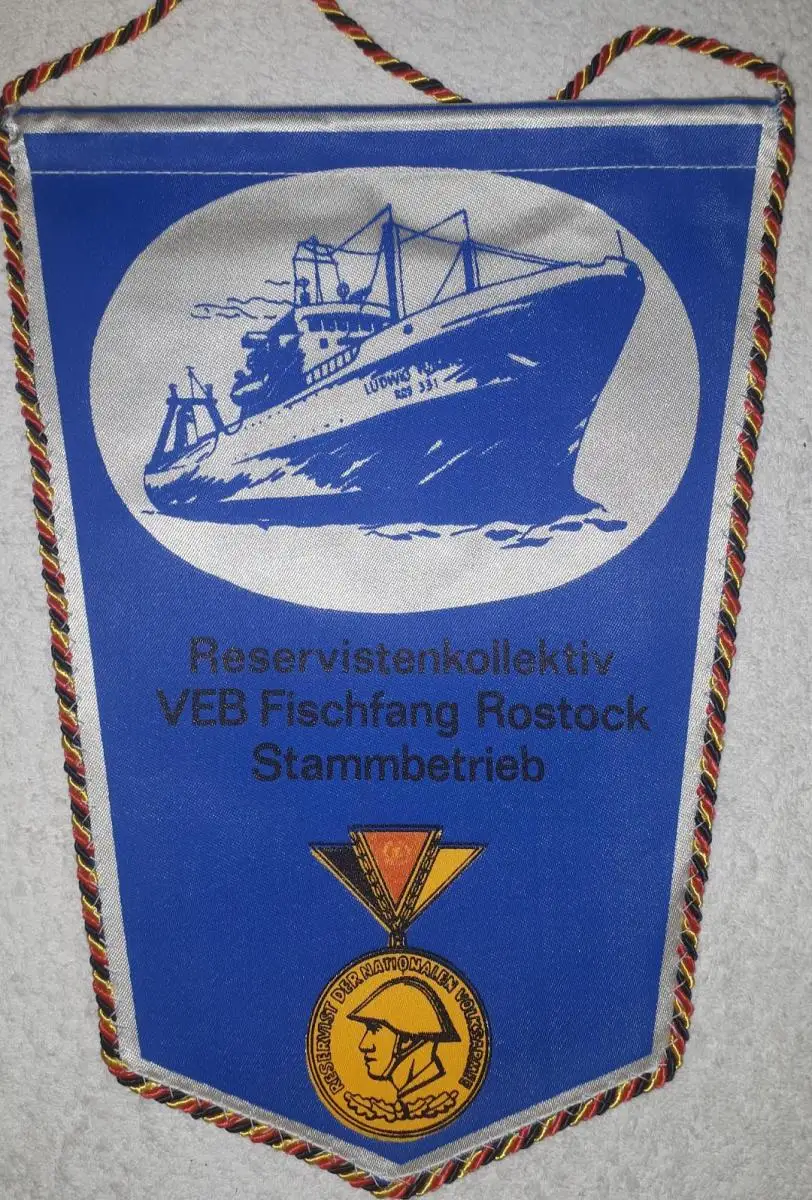 LUDWIG
ROS 331
Reservistenkollektiv
VEB Fischfang Rostock
Stammbetrieb
RESERVIST DER NATIONALEN VOLKSARMEE